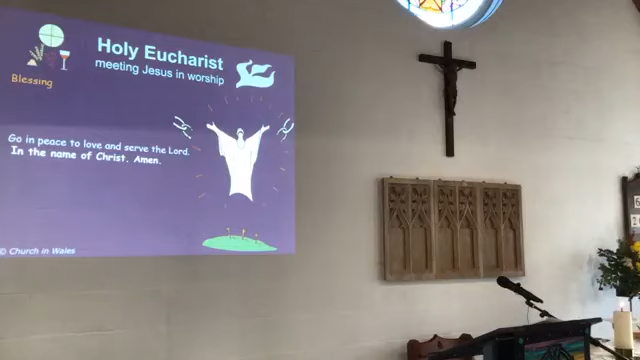 Holy Eucharist
meeting Jesus in worship
Blessing
Go in peace to love and serve the Lord.
In the name of Christ. Amen.
© Church in Wales